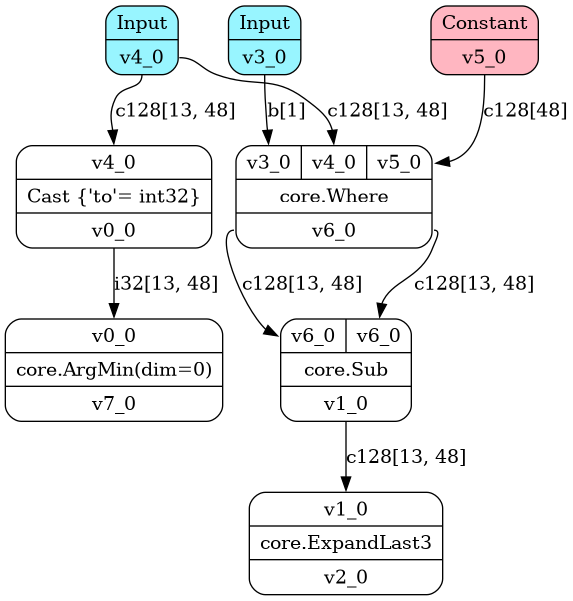 Input
v4_0
Input
v3_0
Constant
v5_0
c128[13, 48]
b[1]
c128[13, 48]
c128[48]
v4_0
Cast {'to'= int32}
v0_0
v3_0 v4_0 v5_0
core.Where
v6_0
i32[13, 48]
c128[13, 48]
c128[13, 48]
v0_0
core.ArgMin(dim=0)
v7_0
v6_0 v6_0
core.Sub
v1_0
c128[13, 48]
v1_0
core.ExpandLast3
v2_0